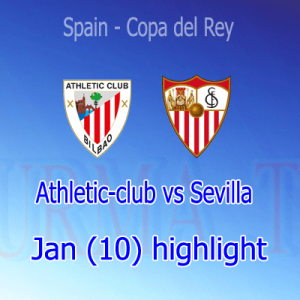 Spain - Copa del Rey
ATHLETIC CLUB
BILBAO
Athletic-club vs Sevilla
Jan (10) highlight